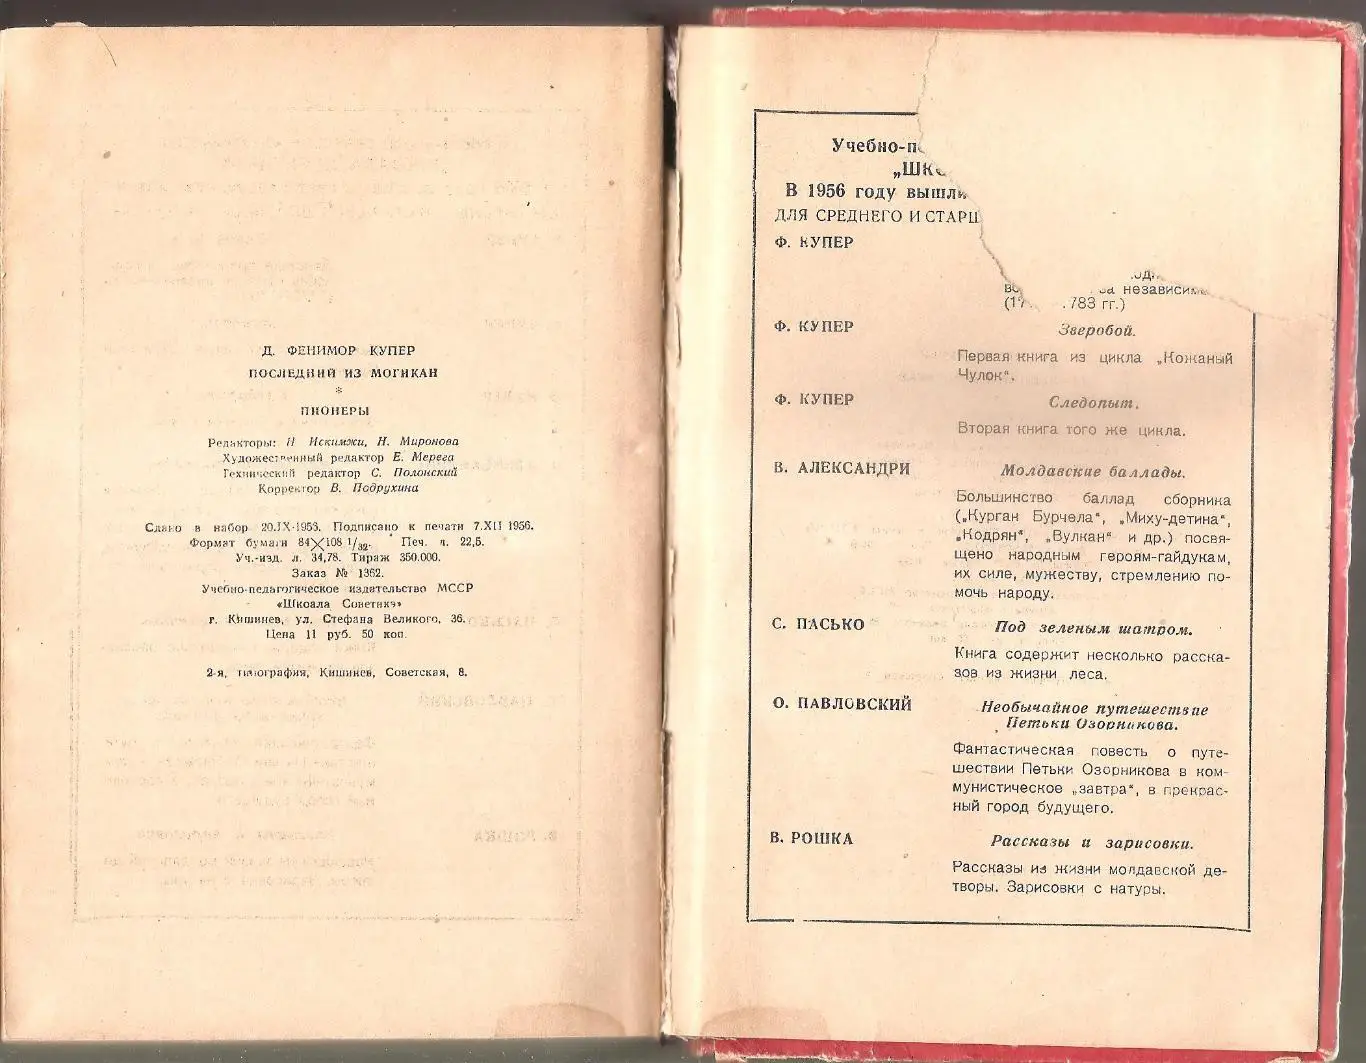 Д. ФЕНИМОР КУПЕР
ПОСЛЕДНИЙ ИЗ МОГИКАН
*
ПИОНЕРЫ
Редакторы: Н Искимжи, Н. Миронова
Художественный редактор Е. Мерега
Технический редактор С. Полонский
Корректор В. Подрухина
Сдано в набор 20.IX-1953. Подписано к печати 7.XII 1956.
Формат бумаги 84╳108 1/32. Печ. л. 22,5.
Уч.-изд. л. 34,78. Тираж 350.000.
Заказ № 1362.
Учебно-педагогическое издательство МССР
«Школа Советикэ»
г. Кишинев, ул. Стефана Великого, 36.
Цена 11 руб. 50 коп.
2-я, типография, Кишинев, Советская, 8.
Учебно-п
„ШК
В 1956 году вышли
ДЛЯ СРЕДНЕГО И СТАРШ
Ф. КУПЕР
независим
783 гг.)
Ф. КУПЕР Зверобой.
Первая книга из цикла „Кожаный
Чулок“.
Ф. КУПЕР Следопыт.
Вторая книга того же цикла.
В. АЛЕКСАНДРИ Молдавские баллады.
Большинство баллад сборника
(„Курган Бурчела“, „Миху-детина“,
„Кодрян“, „Вулкан“ и др.) посвя-
щено народным героям-гайдукам,
их силе, мужеству, стремлению по-
мочь народу.
С. ПАСЬКО Под зеленым шатром.
Книга содержит несколько расска-
зов из жизни леса.
О. ПАВЛОВСКИЙ Необычайное путешествие
Петьки Озорникова.
Фантастическая повесть о путе-
шествии Петьки Озорникова в ком-
мунистическое „завтра“, в прекрас-
ный город будущего.
В. РОШКА Рассказы и зарисовки.
Рассказы из жизни молдавской де-
творы. Зарисовки с натуры.